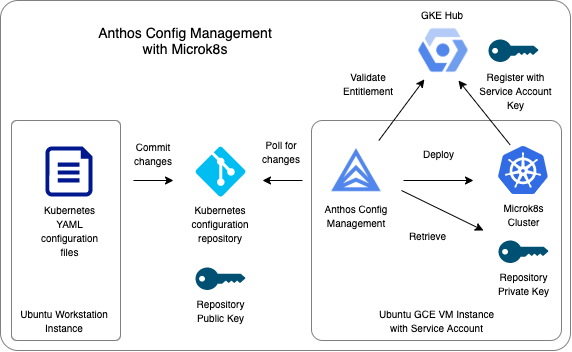 Anthos Config Management
with Microk8s
GKE Hub
Validate
Entitlement
Register with
Service Account
Key
Commit
changes
Poll for
changes
Deploy
Kubernetes
YAML
configuration
files
Kubernetes
configuration
repository
Anthos Config
Management
Microk8s
Cluster
Retrieve
Repository
Public Key
Repository
Private Key
Ubuntu Workstation
Instance
Ubuntu GCE VM Instance
with Service Account